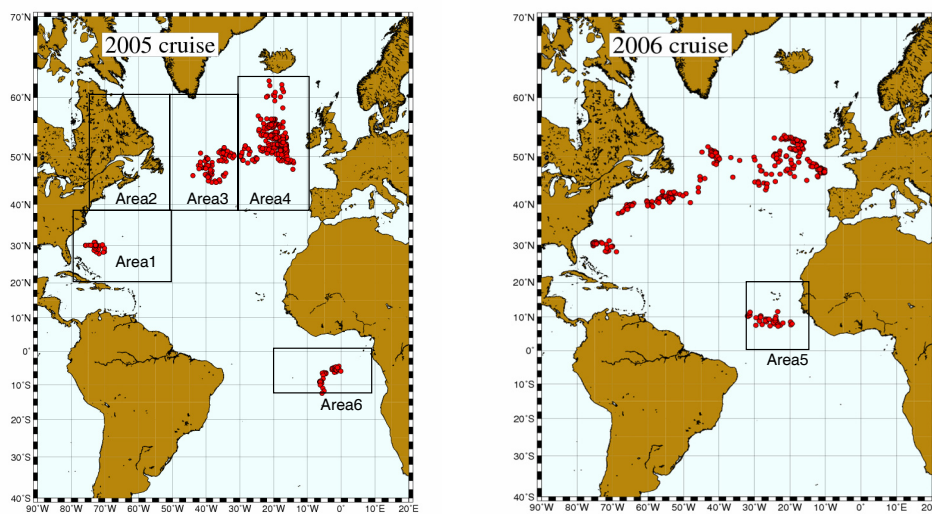 2005 cruise
70˚N
60˚N
50˚N
40˚N
30˚N
20˚N
10˚N
0˚
10˚S
20˚S
30˚S
40˚S
90˚W 80˚W 70˚W 60˚W 50˚W 40˚W 30˚W 20˚W 10˚W 0˚ 10˚E 20˚E
Area2 Area3 Area4
Area1
Area6
2006 cruise
70˚N
60˚N
50˚N
40˚N
30˚N
20˚N
10˚N
0˚
10˚S
20˚S
30˚S
40˚S
90˚W 80˚W 70˚W 60˚W 50˚W 40˚W 30˚W 20˚W 10˚W 0˚ 10˚E
Area5